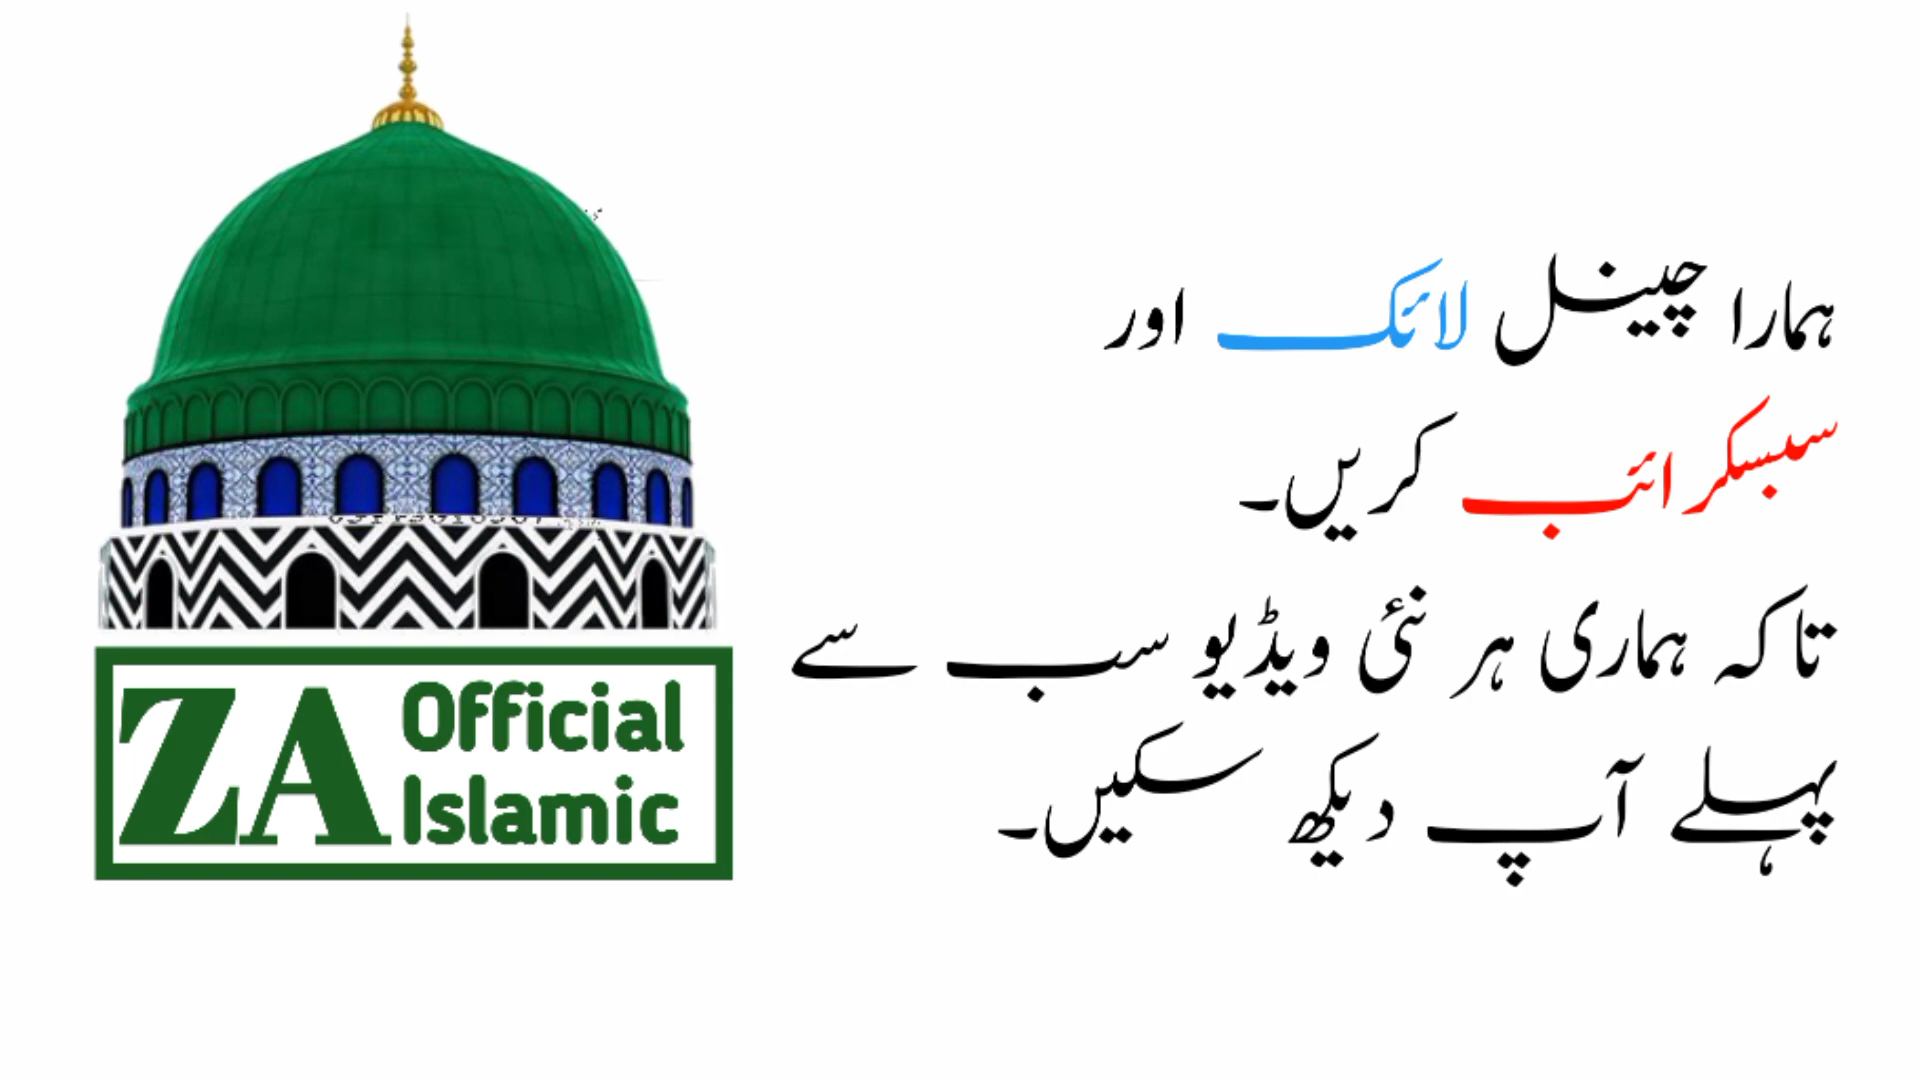 ہمارا چینل لائک اور
سبسکرائب کریں۔
تاکہ ہماری ہر نئی ویڈیو سب سے
پہلے آپ دیکھ سکیں۔
ZA Official
Islamic